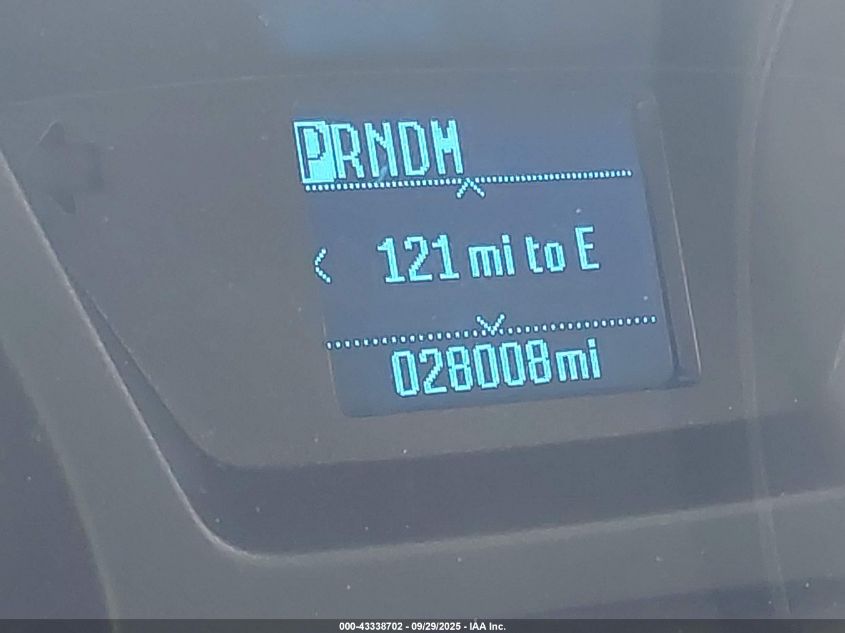 PRNDM
121 mi to E
028008mi
000-43338702 - 09/29/2025 - IAA Inc.